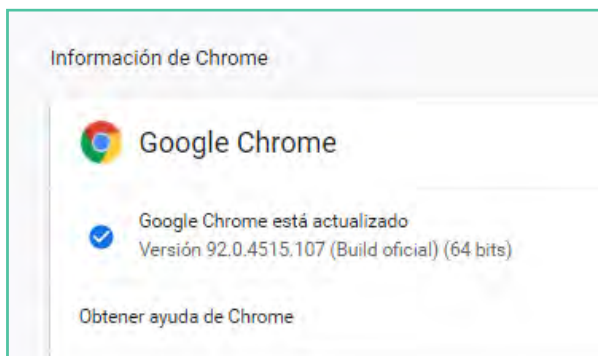 Información de Chrome
Google Chrome
Google Chrome está actualizado
Versión 92.0.4515.107 (Build oficial) (64 bits)
Obtener ayuda de Chrome